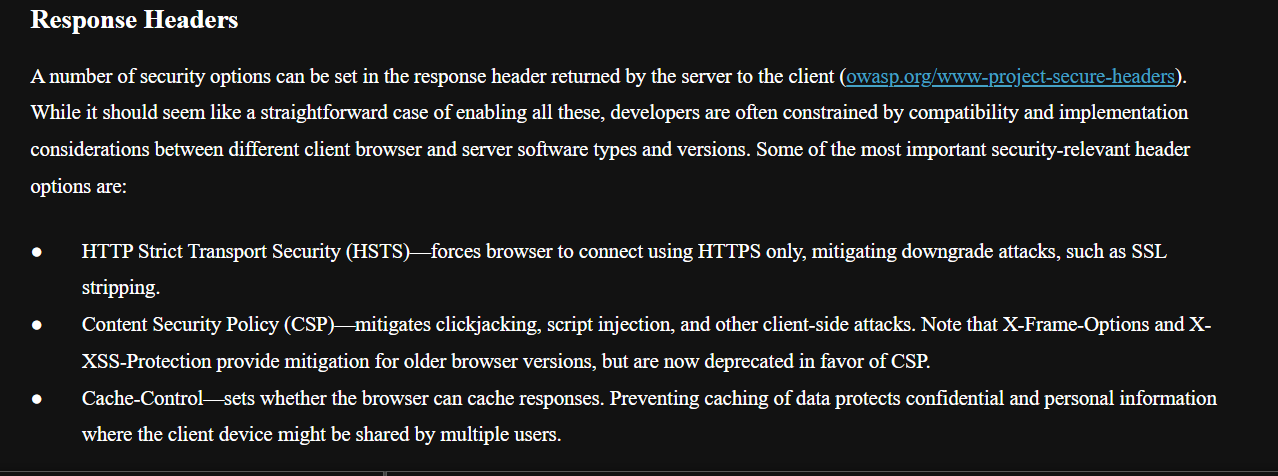 Response Headers
A number of security options can be set in the response header returned by the server to the client (owasp.org/www-project-secure-headers).
While it should seem like a straightforward case of enabling all these, developers are often constrained by compatibility and implementation
considerations between different client browser and server software types and versions. Some of the most important security-relevant header
options are:
● HTTP Strict Transport Security (HSTS)—forces browser to connect using HTTPS only, mitigating downgrade attacks, such as SSL
stripping.
● Content Security Policy (CSP)—mitigates clickjacking, script injection, and other client-side attacks. Note that X-Frame-Options and X-
XSS-Protection provide mitigation for older browser versions, but are now deprecated in favor of CSP.
● Cache-Control—sets whether the browser can cache responses. Preventing caching of data protects confidential and personal information
where the client device might be shared by multiple users.